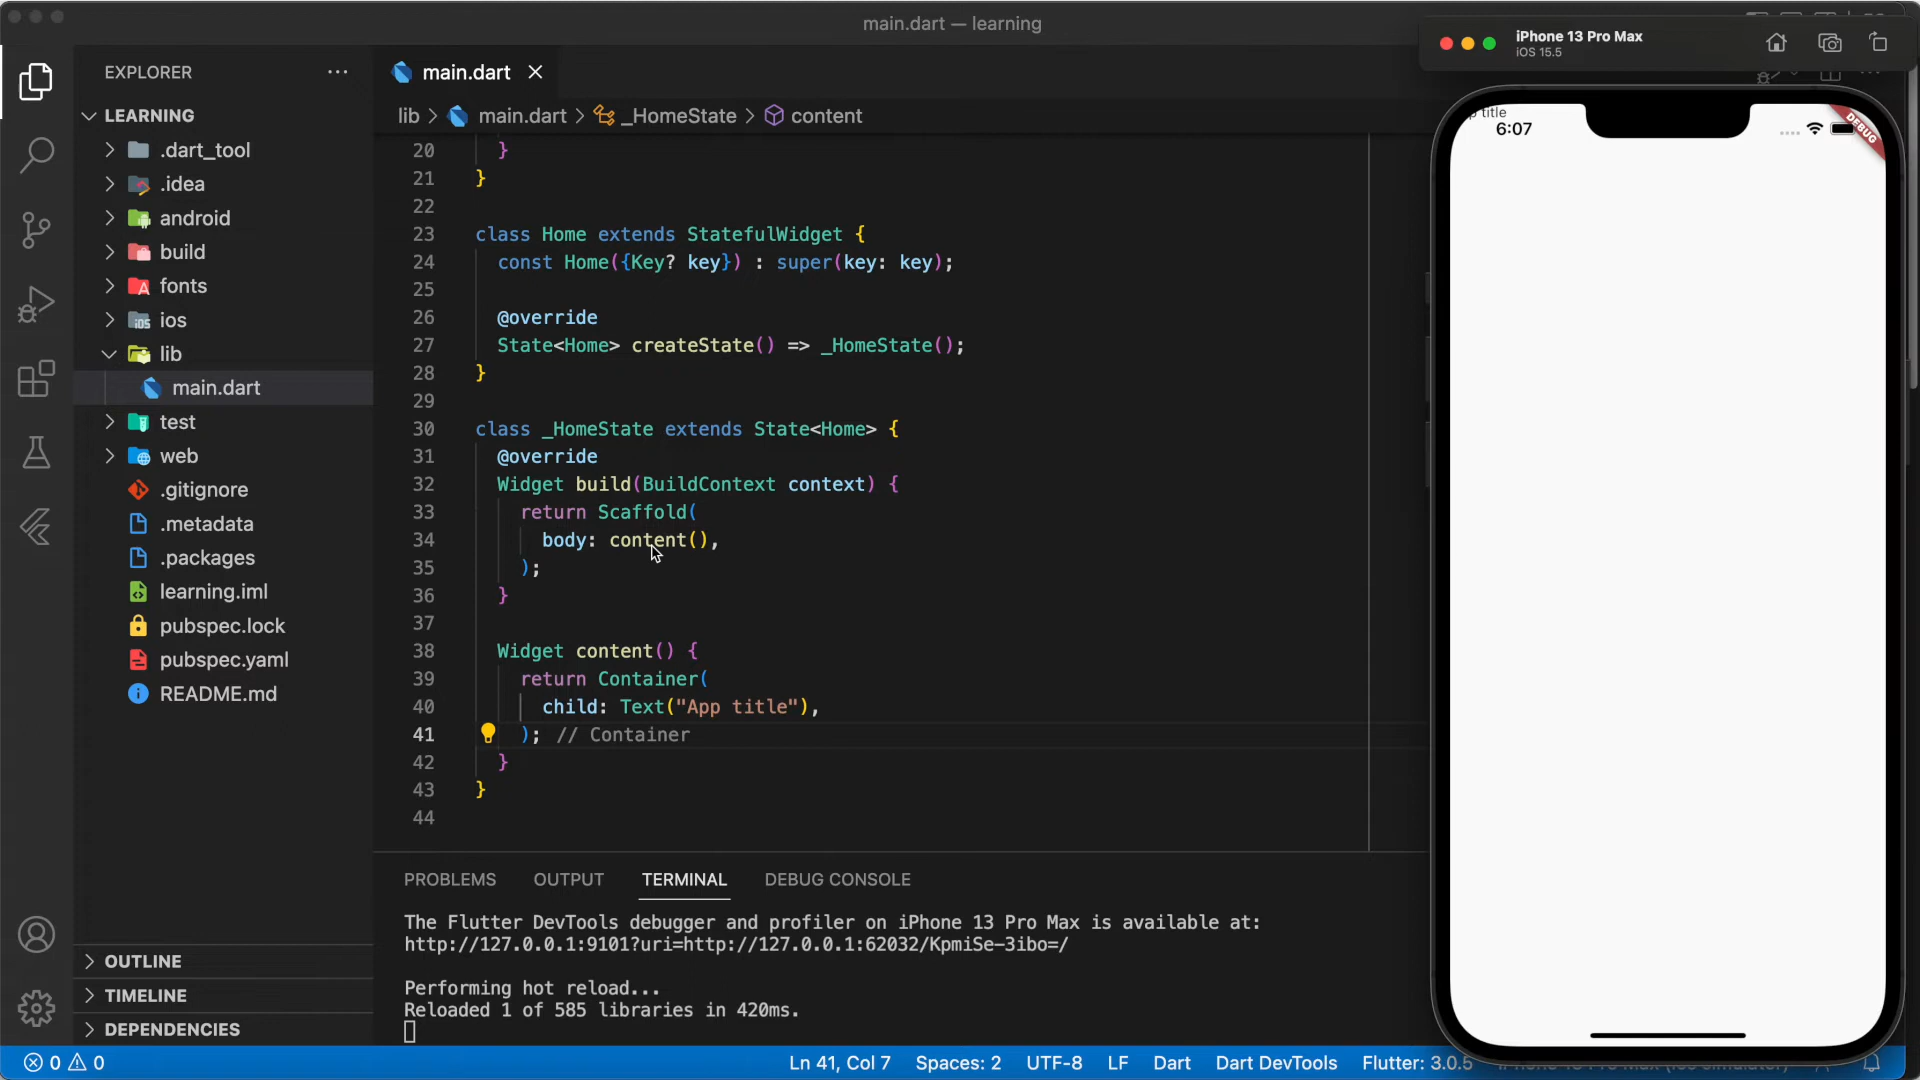 main.dart — learning
EXPLORER
LEARNING
.dart_tool
.idea
android
build
fonts
ios
lib
main.dart
test
web
.gitignore
.metadata
.packages
learning.iml
pubspec.lock
pubspec.yaml
README.md
OUTLINE
TIMELINE
DEPENDENCIES
main.dart
lib > main.dart > _HomeState > content
20 }
21 }
22
23 class Home extends StatefulWidget {
24 const Home({Key? key}) : super(key: key);
25
26 @override
27 State<Home> createState() => _HomeState();
28 }
29
30 class _HomeState extends State<Home> {
31 @override
32 Widget build(BuildContext context) {
33 return Scaffold(
34 body: content(),
35 );
36 }
37
38 Widget content() {
39 return Container(
40 child: Text("App title"),
41 ); // Container
42 }
43 }
44
PROBLEMS OUTPUT TERMINAL DEBUG CONSOLE
The Flutter DevTools debugger and profiler on iPhone 13 Pro Max is available at:
http://127.0.0.1:9101?uri=http://127.0.0.1:62032/KpmiSe-3ibo=/
Performing hot reload...
Reloaded 1 of 585 libraries in 420ms.
0 0 Ln 41, Col 7 Spaces: 2 UTF-8 LF Dart Dart DevTools Flutter: 3.0.5
iPhone 13 Pro Max
iOS 15.5
title
6:07
DEBUG